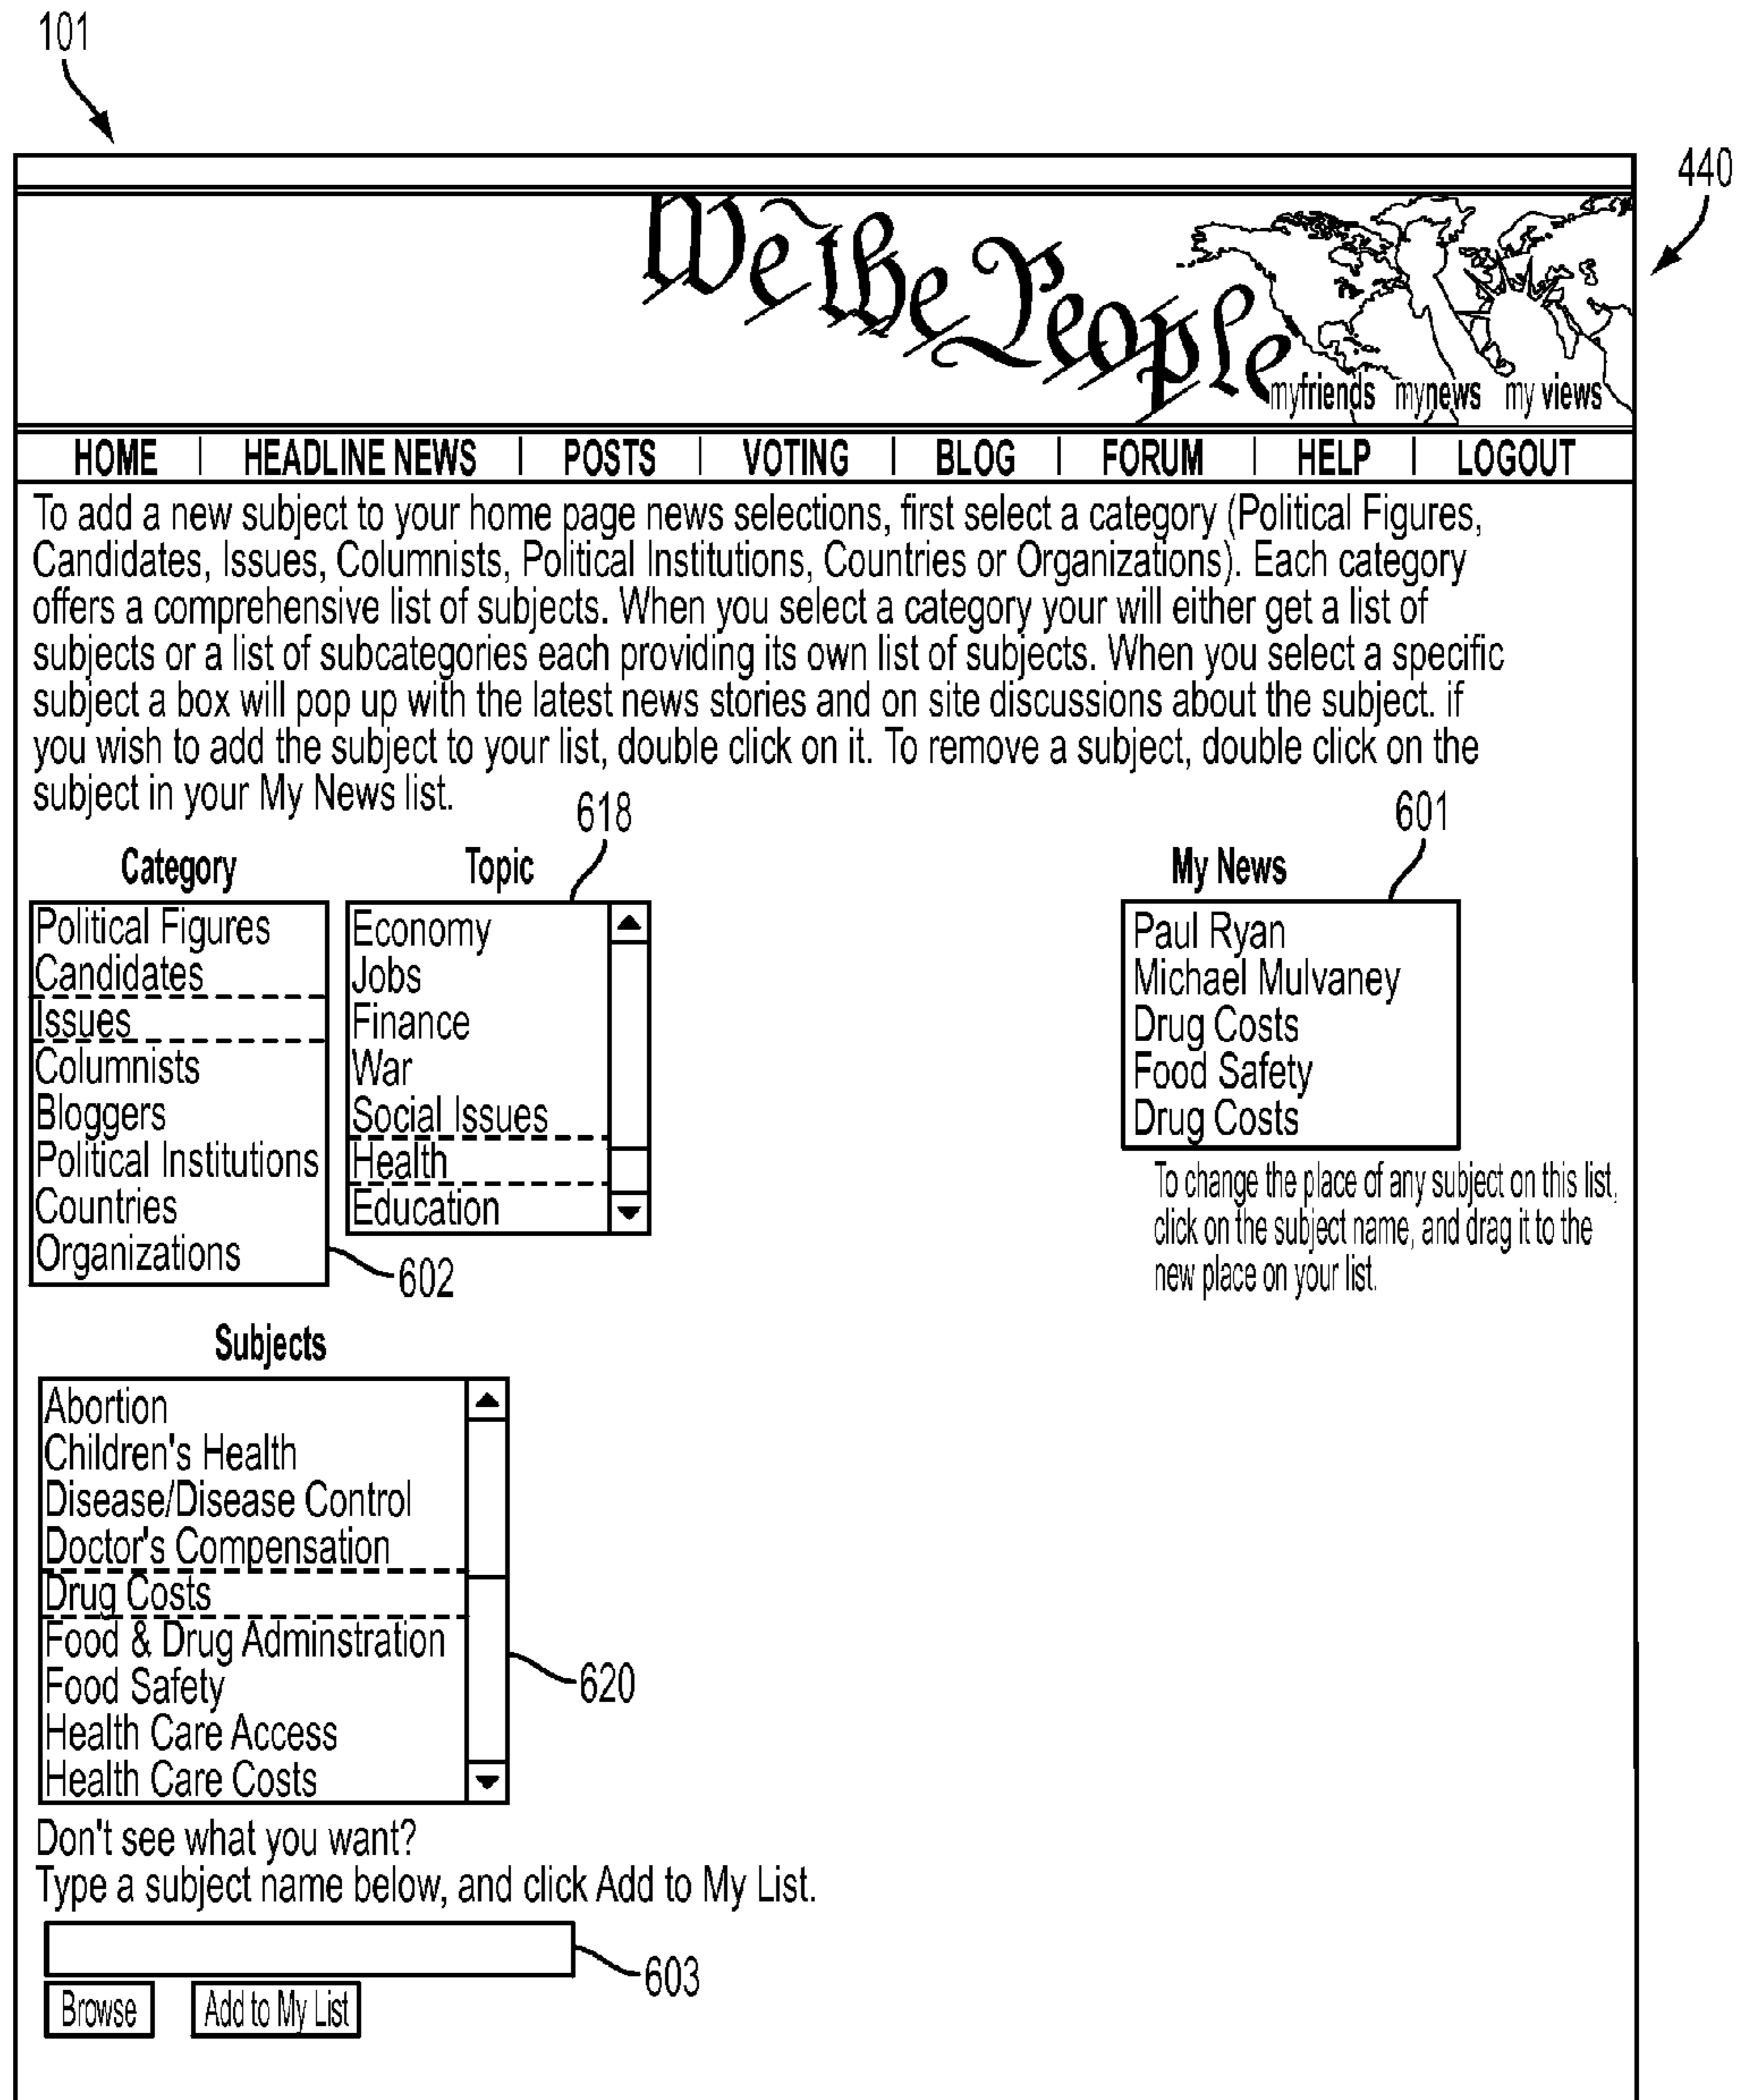 101
440
We the People
myfriends mynews my views
HOME | HEADLINE NEWS | POSTS | VOTING | BLOG | FORUM | HELP | LOGOUT
To add a new subject to your home page news selections, first select a category (Political Figures,
Candidates, Issues, Columnists, Political Institutions, Countries or Organizations). Each category
offers a comprehensive list of subjects. When you select a category your will either get a list of
subjects or a list of subcategories each providing its own list of subjects. When you select a specific
subject a box will pop up with the latest news stories and on site discussions about the subject. if
you wish to add the subject to your list, double click on it. To remove a subject, double click on the
subject in your My News list.
618
601
Category
Political Figures
Candidates
Issues
Columnists
Bloggers
Political Institutions
Countries
Organizations
602
Topic
Economy
Jobs
Finance
War
Social Issues
Health
Education
My News
Paul Ryan
Michael Mulvaney
Drug Costs
Food Safety
Drug Costs
To change the place of any subject on this list,
click on the subject name, and drag it to the
new place on your list.
Subjects
Abortion
Children's Health
Disease/Disease Control
Doctor's Compensation
Drug Costs
Food & Drug Adminstration
Food Safety
Health Care Access
Health Care Costs
620
Don't see what you want?
Type a subject name below, and click Add to My List.
603
Browse
Add to My List